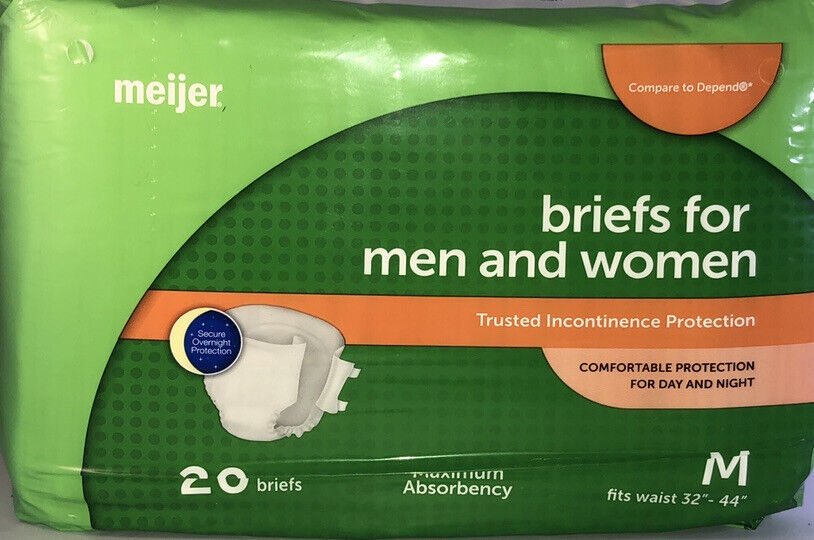 meijer
Compare to Depend®*
briefs for
men and women
Trusted Incontinence Protection
Secure
Overnight
Protection
COMFORTABLE PROTECTION
FOR DAY AND NIGHT
20 briefs
Maximum
Absorbency
M
fits waist 32"- 44"